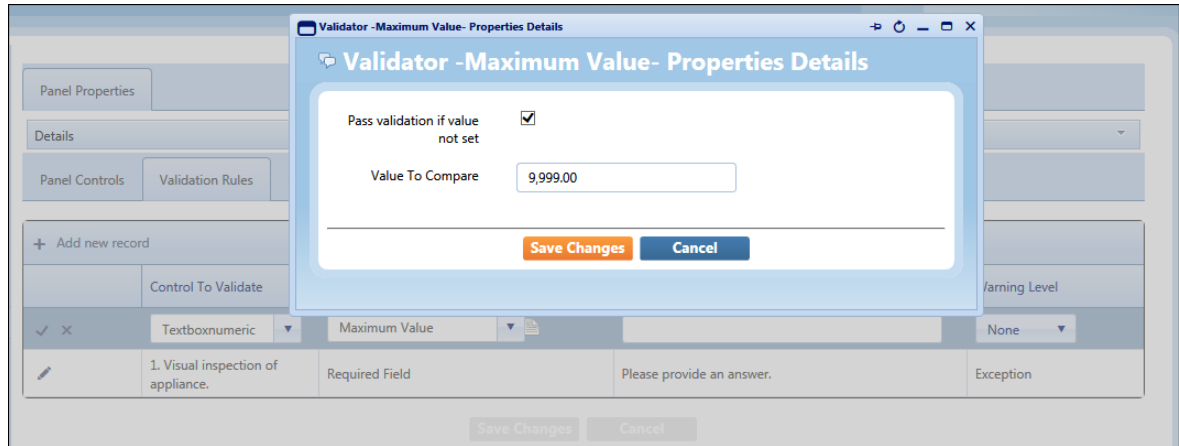 Validator -Maximum Value- Properties Details
Validator -Maximum Value- Properties Details
Pass validation if value
not set
Value To Compare 9,999.00
Save Changes Cancel
Panel Properties
Details
Panel Controls Validation Rules
+ Add new record
Control To Validate
Warning Level
Textboxnumeric Maximum Value None
1. Visual inspection of
appliance. Required Field Please provide an answer. Exception
Save Changes Cancel